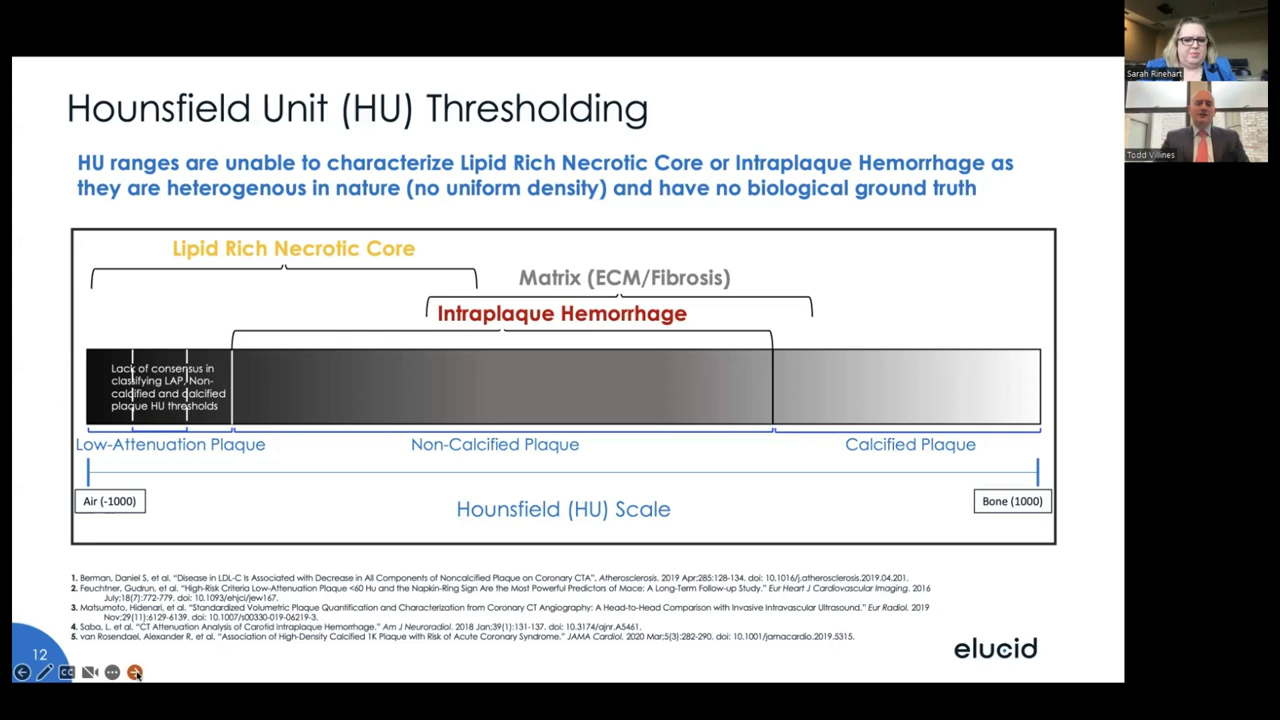 Hounsfield Unit (HU) Thresholding
HU ranges are unable to characterize Lipid Rich Necrotic Core or Intraplaque Hemorrhage as
they are heterogenous in nature (no uniform density) and have no biological ground truth
Lipid Rich Necrotic Core
Matrix (ECM/Fibrosis)
Intraplaque Hemorrhage
Lack of consensus in
classifying LAP, Non-
calcified and calcified
plaque HU thresholds
Low-Attenuation Plaque
Non-Calcified Plaque
Calcified Plaque
Air (-1000)
Hounsfield (HU) Scale
Bone (1000)
1. Berman, Daniel S, et al. "Disease in LDL-C Is Associated with Decrease in All Components of Noncalcified Plaque on Coronary CTA", Atherosclerosis. 2019 Apr;285:128-134. doi: 10.1016/j.atherosclerosis.2019.04.201.
2. Feuchtner, Gudrun, et al. "High-Risk Criteria Low-Attenuation Plaque <60 Hu and the Napkin-Ring Sign Are the Most Powerful Predictors of Mace: A Long-Term Follow-up Study." Eur Heart J Cardiovascular Imaging. 2016
July;18(7):772-779. doi: 10.1093/ehjci/jew167.
3. Matsumoto, Hidenari, et al. "Standardized Volumetric Plaque Quantification and Characterization from Coronary CT Angiography: A Head-to-Head Comparison with Invasive Intravascular Ultrasound." Eur Radiol. 2019
Nov;29(11):6129-6139. doi: 10.1007/s00330-019-06219-3.
4. Saba, L. et al. "CT Attenuation Analysis of Carotid Intraplaque Hemorrhage." Am J Neuroradiol. 2018 Jan;39(1):131-137. doi: 10.3174/ajnr.A5461.
5. van Rosendael, Alexander R, et al. "Association of High-Density Calcified 1K Plaque with Risk of Acute Coronary Syndrome." JAMA Cardiol. 2020 Mar;5(3):282-290. doi: 10.1001/jamacardio.2019.5315.
12
CC
elucid
Sarah Rinehart
Todd Villines